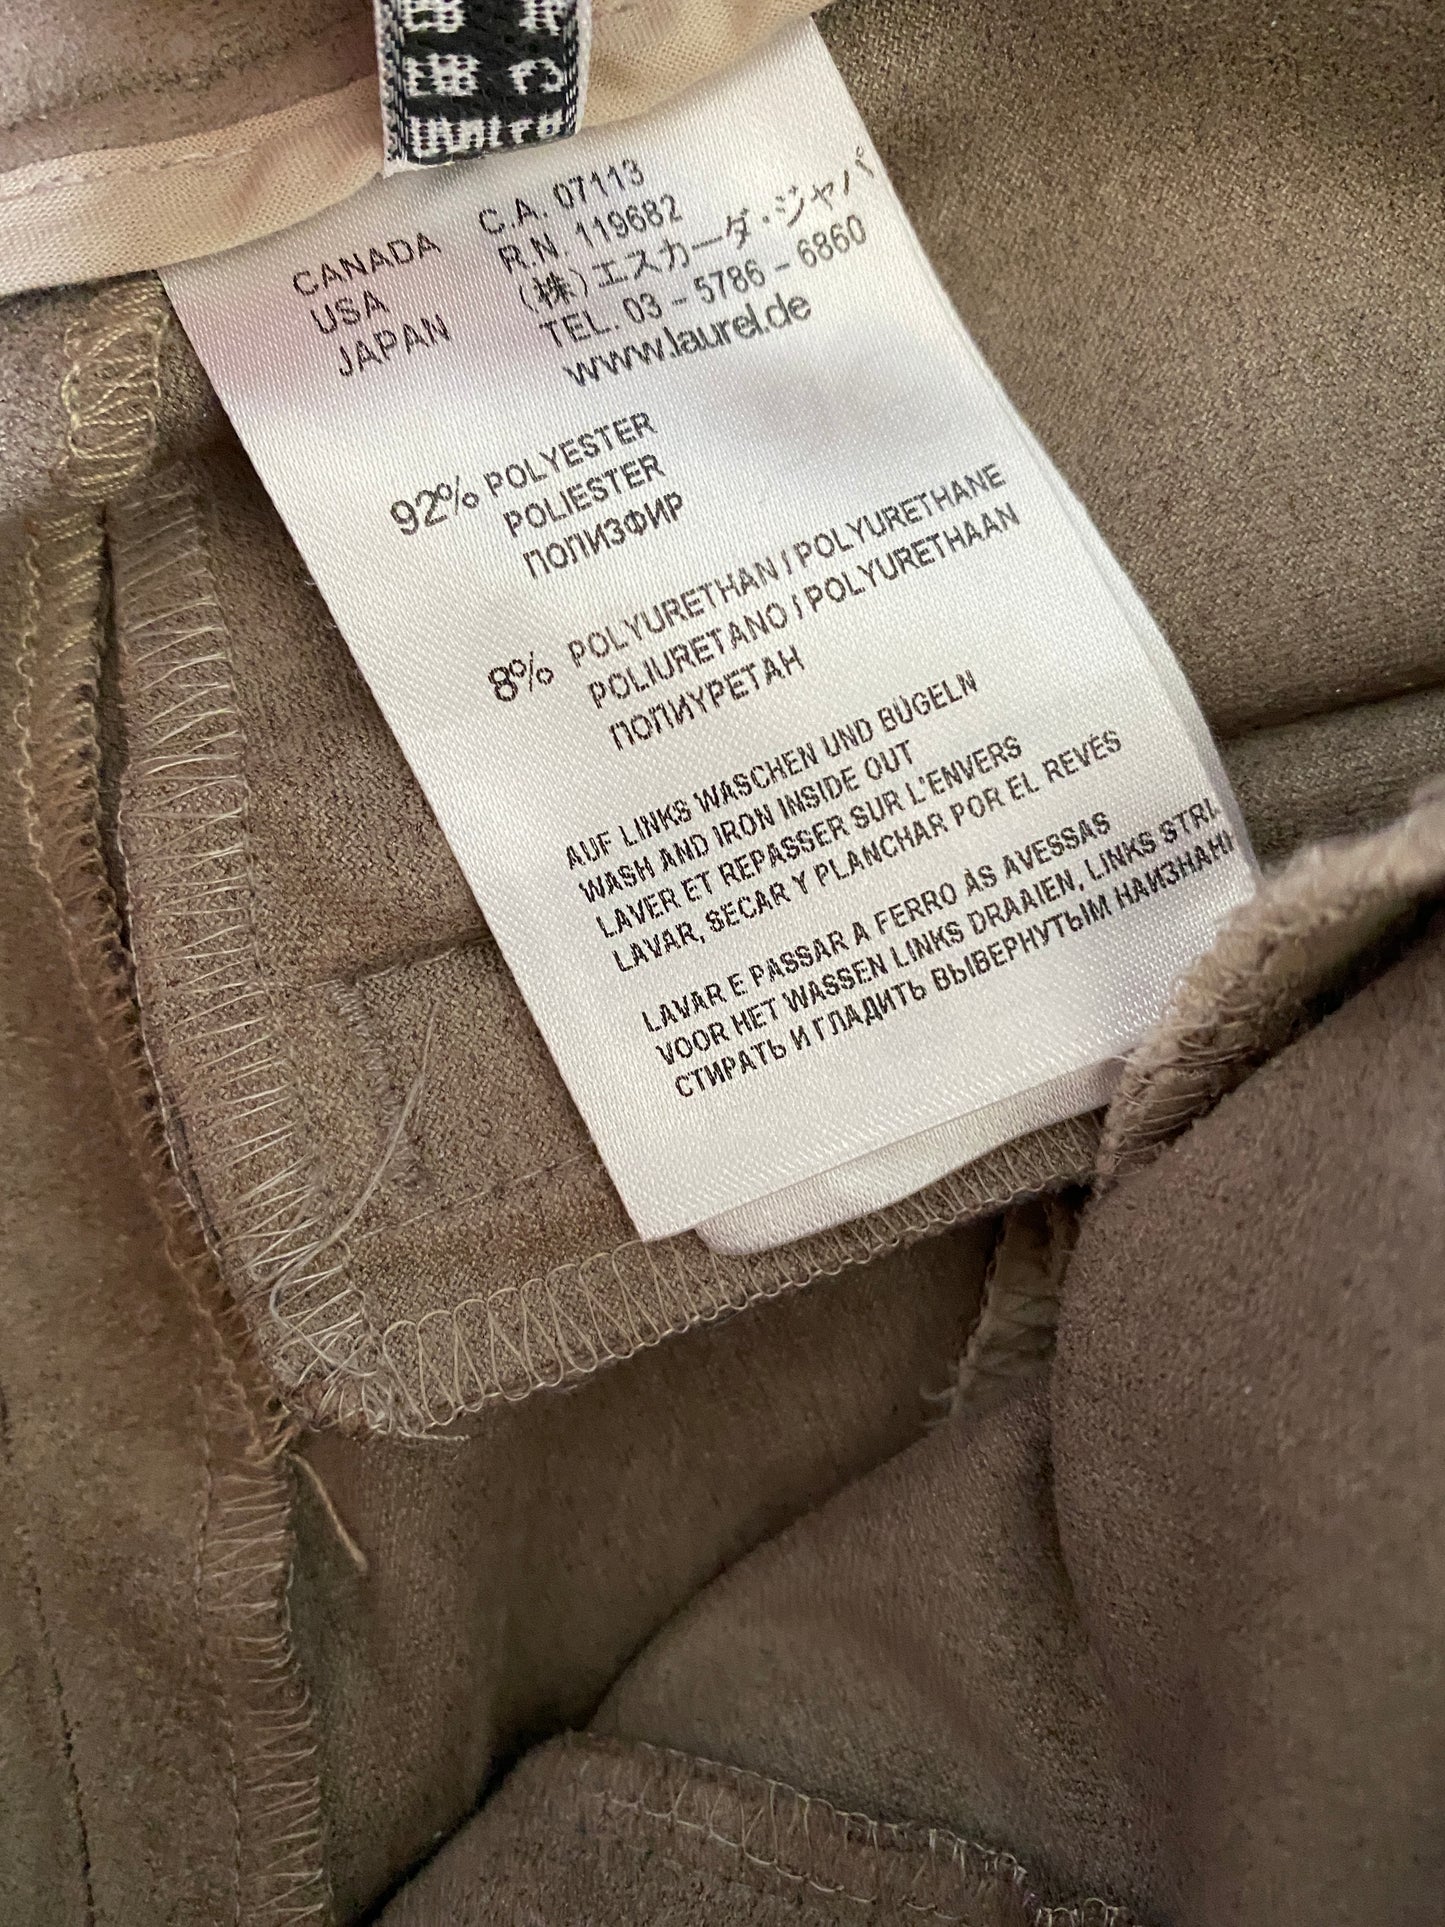 CANADA C.A. 07113
USA R.N. 119682
JAPAN (株)エスカーダ・ジャパ
TEL. 03 - 5786 - 6860
www.laurel.de
92% POLYESTER
POLIESTER
ПОЛИЭФИР
8% POLYURETHAN / POLYURETHANE
POLIURETANO / POLYURETHAAN
ПОЛИУРЕТАН
AUF LINKS WASCHEN UND BÜGELN
WASH AND IRON INSIDE OUT
LAVER ET REPASSER SUR L'ENVERS
LAVAR, SECAR Y PLANCHAR POR EL REVÉS
LAVAR E PASSAR A FERRO ÀS AVESSAS
VOOR HET WASSEN LINKS DRAAIEN, LINKS
СТИРАТЬ И ГЛАДИТЬ ВЫВЕРНУТЫМ